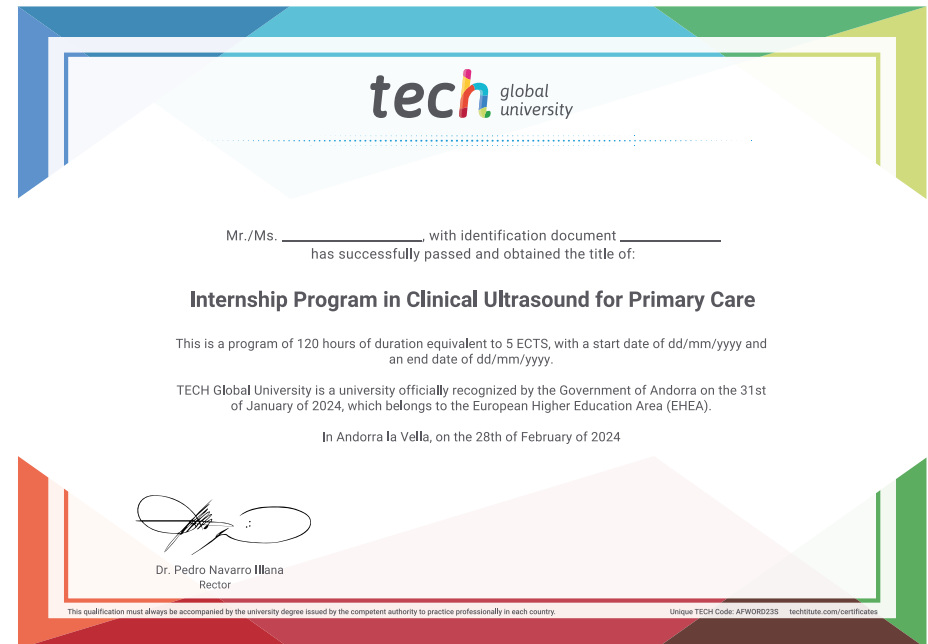 tech global
university
Mr./Ms. ____________________, with identification document ______________
has successfully passed and obtained the title of:
Internship Program in Clinical Ultrasound for Primary Care
This is a program of 120 hours of duration equivalent to 5 ECTS, with a start date of dd/mm/yyyy and
an end date of dd/mm/yyyy.
TECH Global University is a university officially recognized by the Government of Andorra on the 31st
of January of 2024, which belongs to the European Higher Education Area (EHEA).
In Andorra la Vella, on the 28th of February of 2024
Dr. Pedro Navarro Illana
Rector
This qualification must always be accompanied by the university degree issued by the competent authority to practice professionally in each country. Unique TECH Code: AFWORD23S techtitute.com/certificates